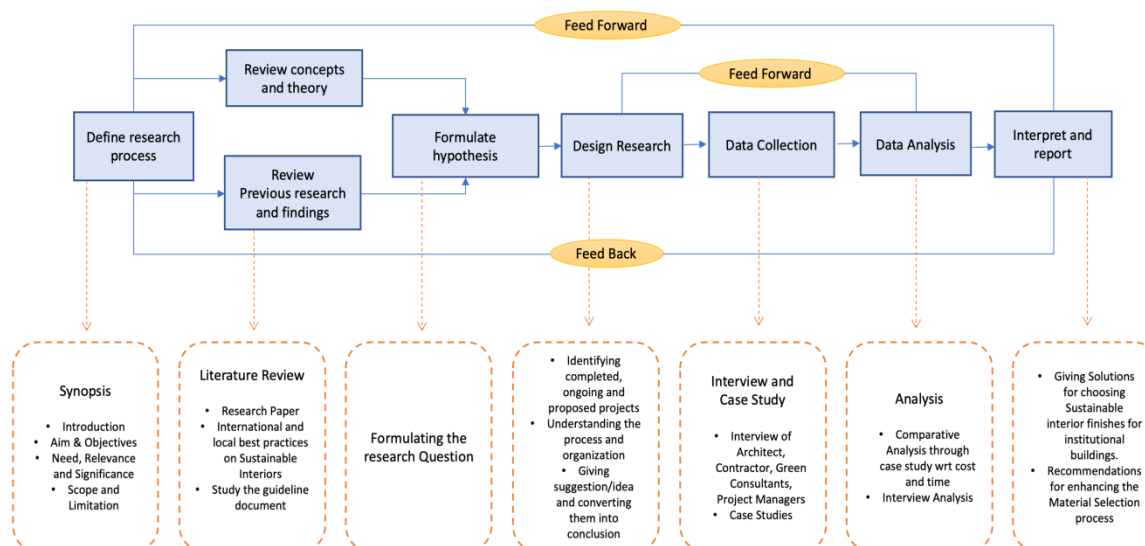 Feed Forward
Review concepts
and theory
Feed Forward
Define research
process
Formulate
hypothesis
Design Research
Data Collection
Data Analysis
Interpret and
report
Review
Previous research
and findings
Feed Back
Synopsis
• Introduction
• Aim & Objectives
• Need, Relevance
and Significance
• Scope and
Limitation
Literature Review
• Research Paper
• International and
local best practices
on Sustainable
Interiors
• Study the guideline
document
Formulating the
research Question
• Identifying
completed,
ongoing and
proposed projects
• Understanding the
process and
organization
• Giving
suggestion/idea
and converting
them into
conclusion
Interview and
Case Study
• Interview of
Architect,
Contractor, Green
Consultants,
Project Managers
• Case Studies
Analysis
• Comparative
Analysis through
case study wrt cost
and time
• Interview Analysis
• Giving Solutions
for choosing
Sustainable
interior finishes for
institutional
buildings.
• Recommendations
for enhancing the
Material Selection
process